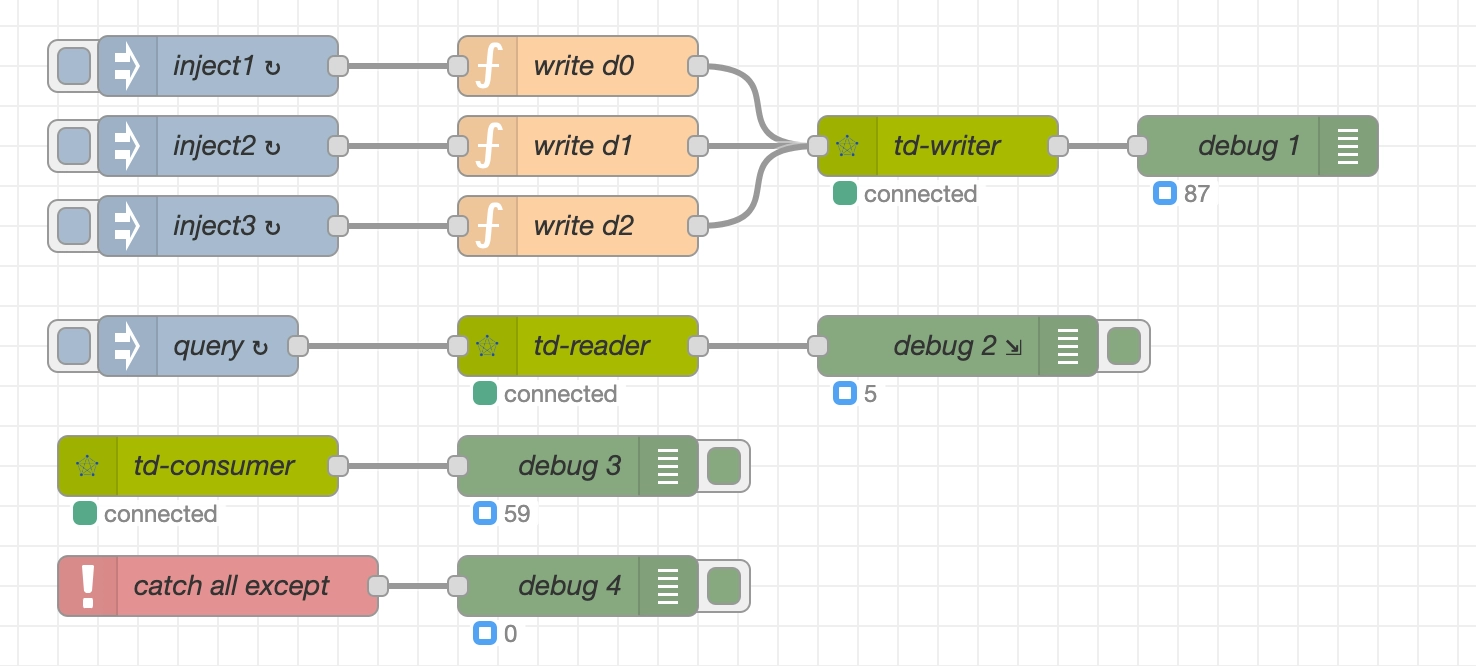 inject1 ↻ write d0
inject2 ↻ write d1 td-writer debug 1
connected 87
inject3 ↻ write d2
query ↻ td-reader debug 2 ⇲
connected 5
td-consumer debug 3
connected 59
catch all except debug 4
0